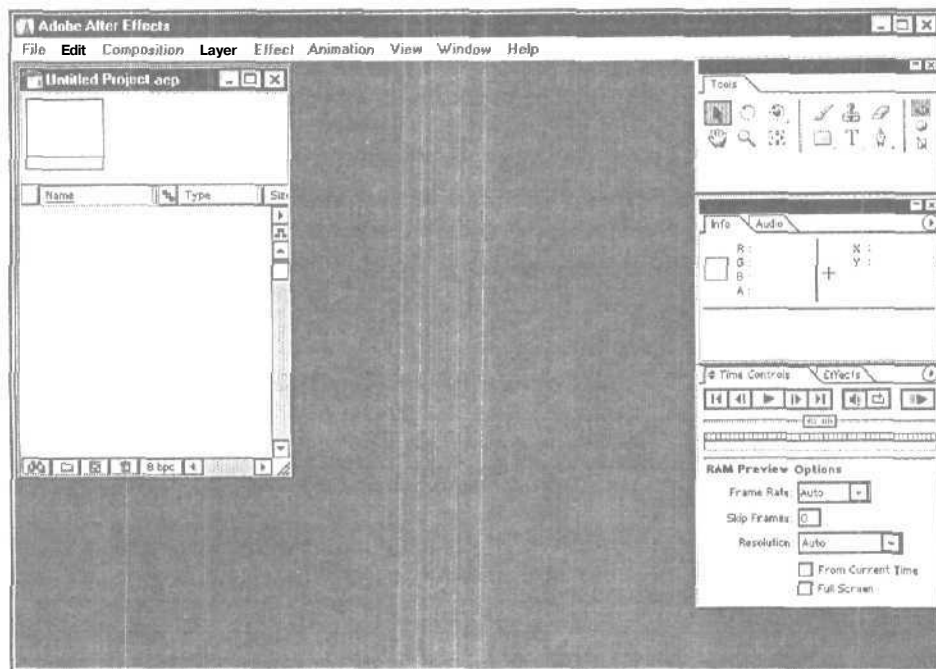 Adobe After Effects
File Edit Composition Layer Effect Animation View Window Help
Untitled Project aep
Name Type Size
8 bpc
Tools
T
Info Audio
R :
G :
B :
A :
X :
Y :
Time Controls Effects
RAM Preview Options
Frame Rate: Auto
Skip Frames: 0
Resolution: Auto
From Current Time
Full Screen